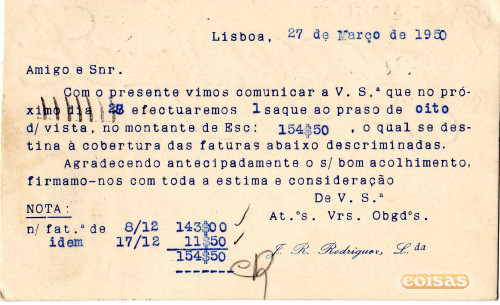 Lisboa, 27 de Março de 1950
Amigo e Snr.
Com o presente vimos comunicar a V. S,ª que no pró-
ximo dia 28 efectuaremos 1 saque ao praso de oito
d/vista, no montante de Esc: 154$50 , o qual se des-
tina à cobertura das faturas abaixo descriminadas.
Agradecendo antecipadamente o s/ bom acolhimento,
firmamo-nos com toda a estima e consideração
De V. Sª
At.ºs. Vrs. Obgdºs.
NOTA:
n/ fat.ª de 8/12 143$00
idem 17/12 11$50
154$50
J. R. Rodrigues, L.da
coisas